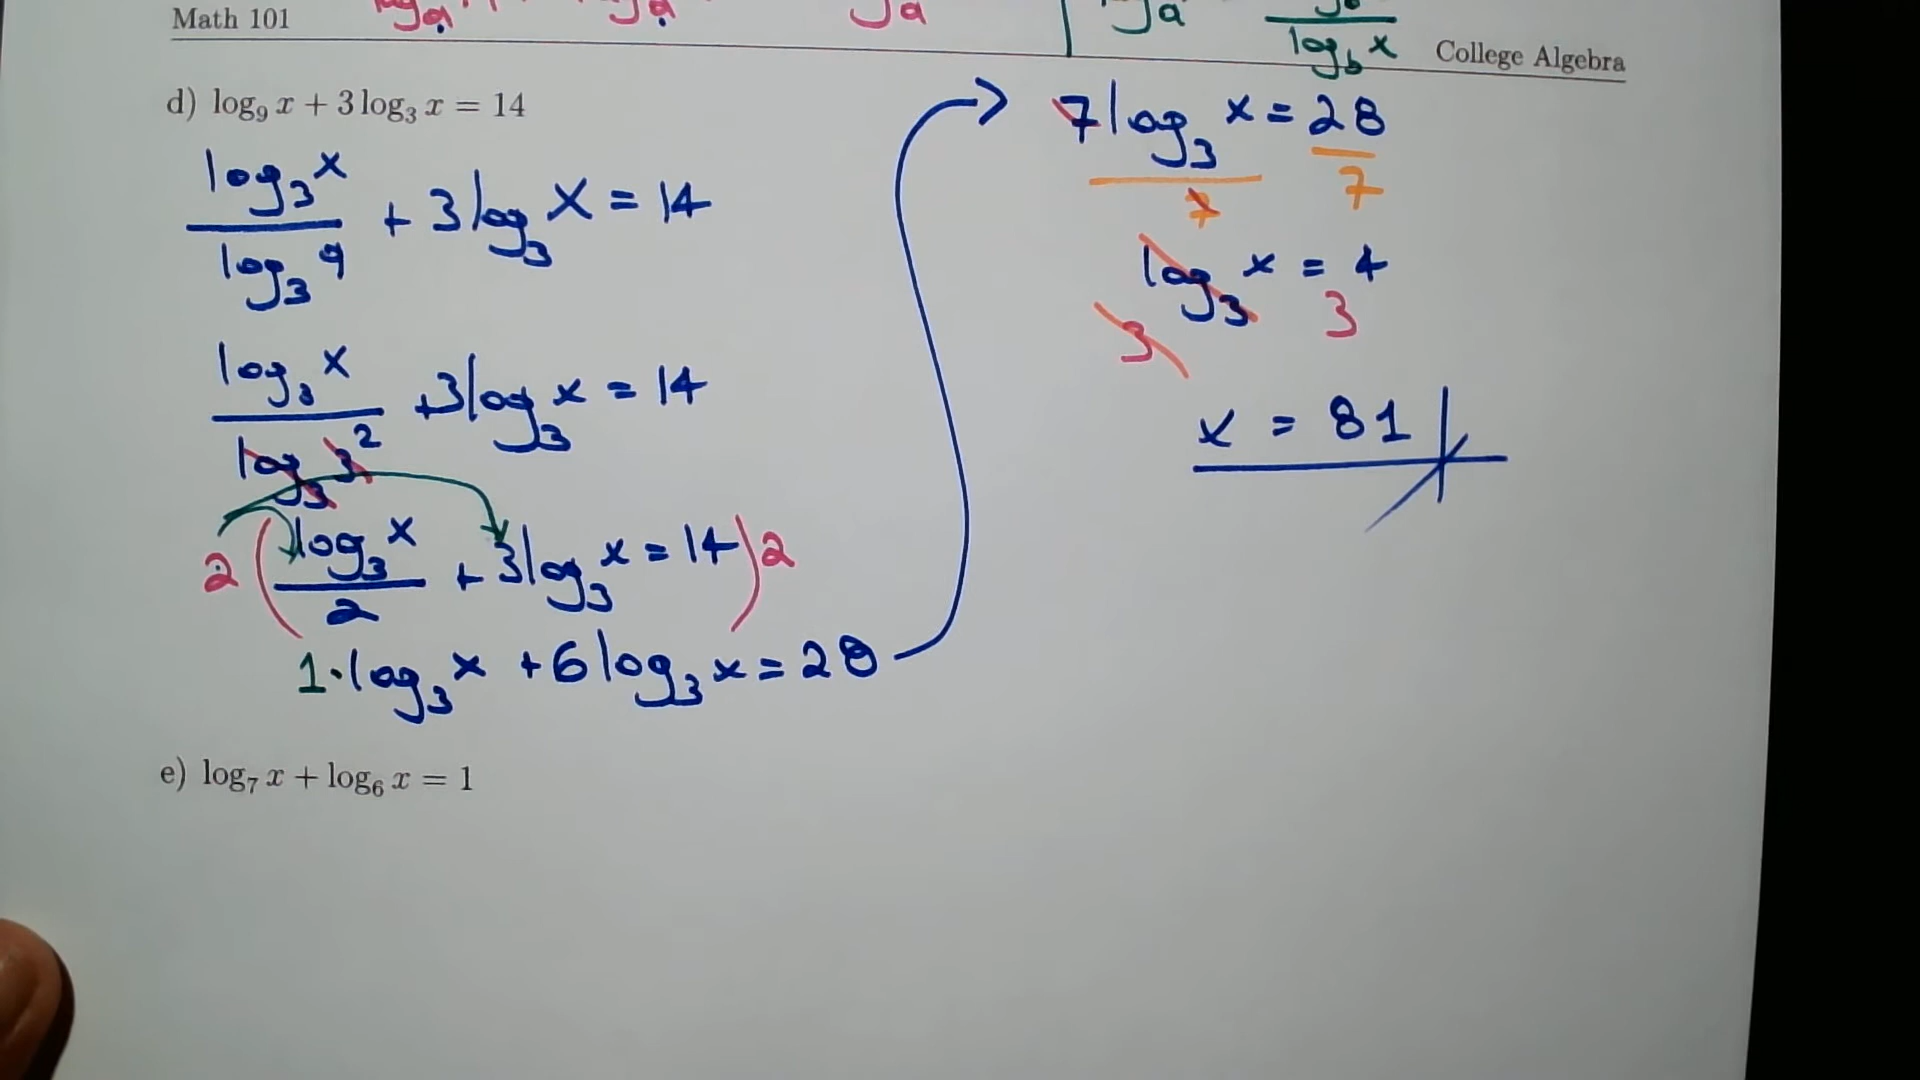 Math 101
log_b x
College Algebra
d) log₉ x + 3 log₃ x = 14
log₃ x / log₃ 9 + 3 log₃ x = 14
log₃ x / log₃ 3² + 3 log₃ x = 14
2 ( log₃ x / 2 + 3 log₃ x = 14 ) 2
1 · log₃ x + 6 log₃ x = 28
7 log₃ x / 7 = 28 / 7
log₃ x = 4
3 3
x = 81
e) log₇ x + log₆ x = 1